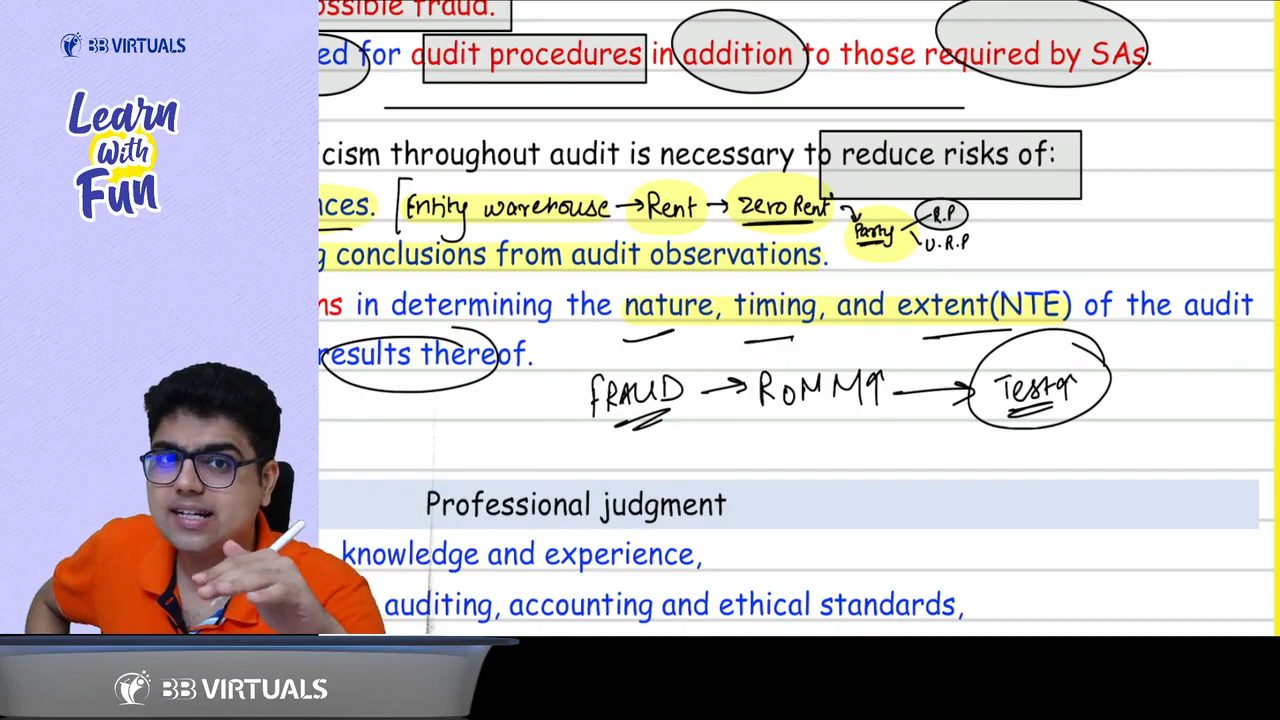 BB VIRTUALS
Learn
With
Fun
ossible fraud.
ed for audit procedures in addition to those required by SAs.
cism throughout audit is necessary to reduce risks of:
nces. [Entity warehouse → Rent → Zero Rent → Party R.P
U.R.P
g conclusions from audit observations.
ns in determining the nature, timing, and extent(NTE) of the audit
results thereof.
FRAUD → ROMM↑ → Test↑
Professional judgment
knowledge and experience,
auditing, accounting and ethical standards,
BB VIRTUALS